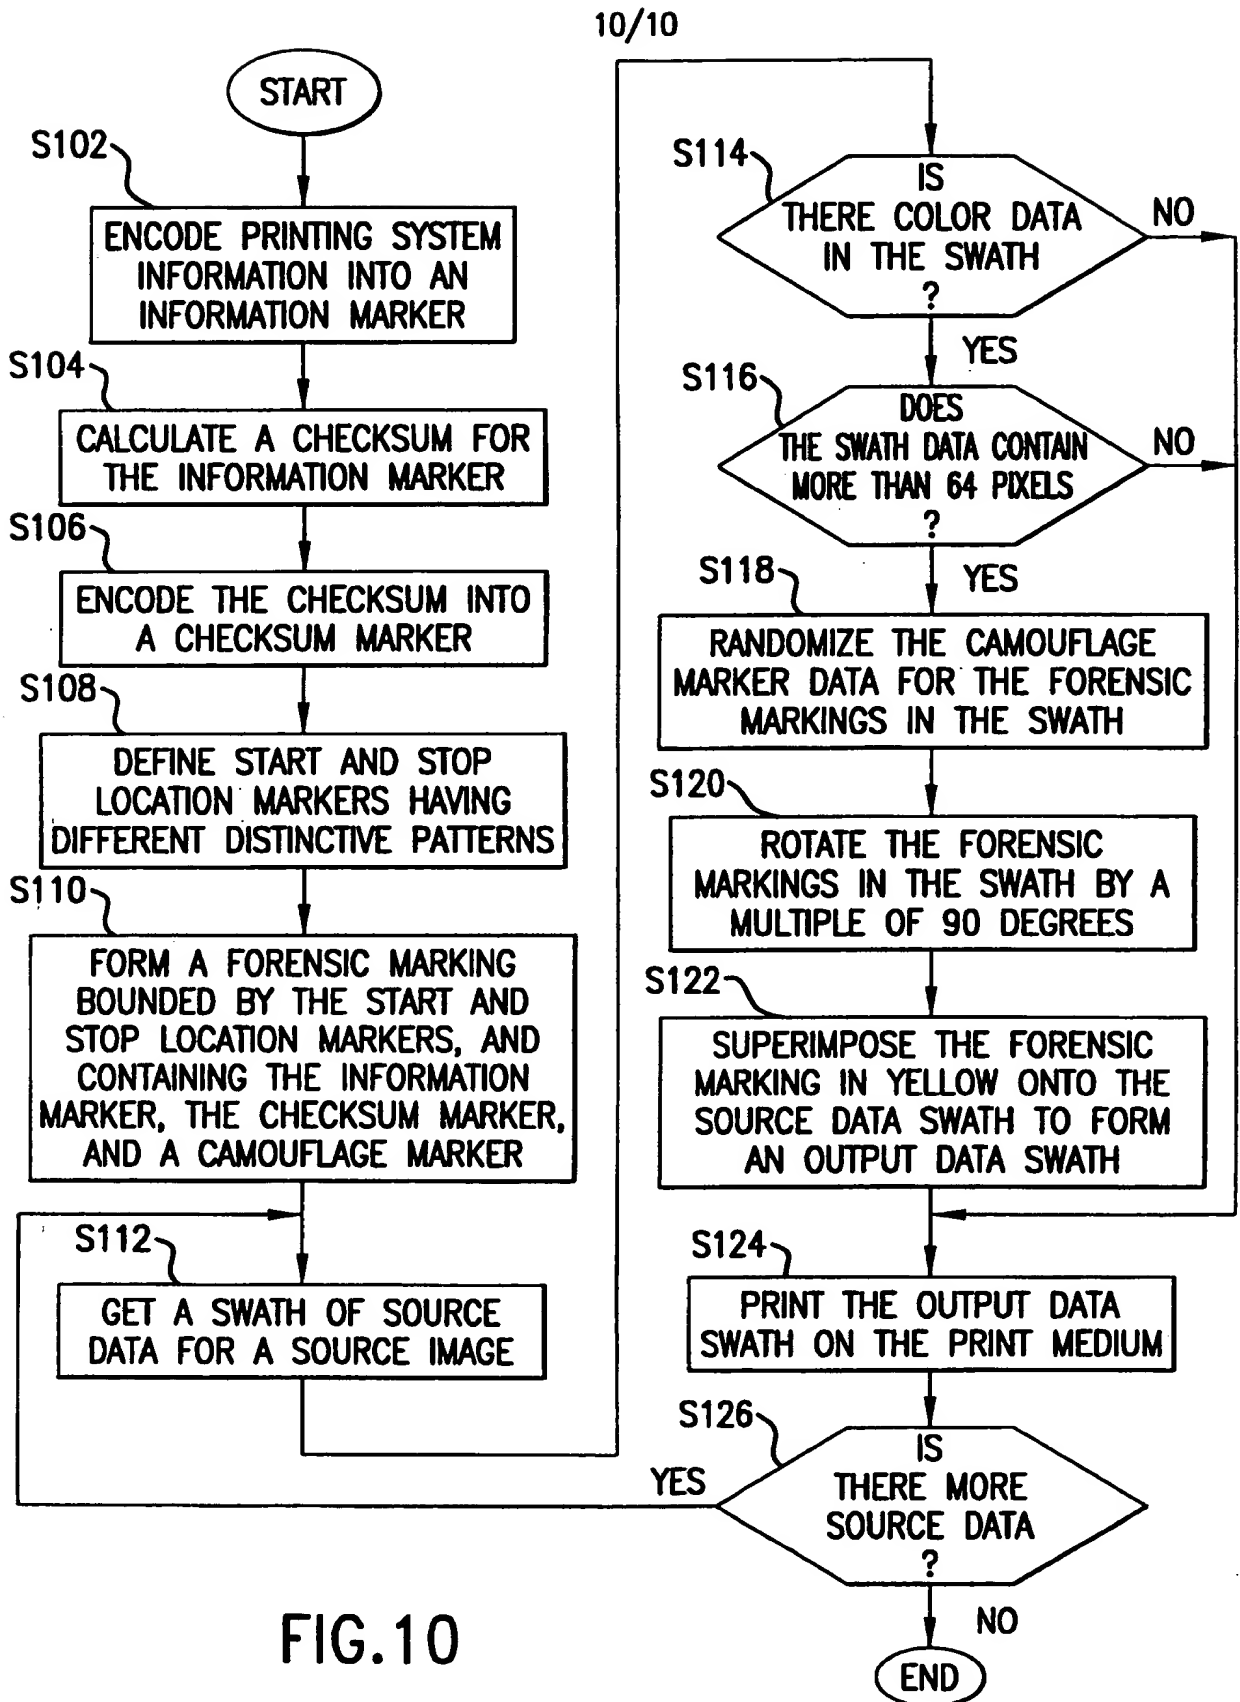 10/10
START
S102
ENCODE PRINTING SYSTEM
INFORMATION INTO AN
INFORMATION MARKER
S104
CALCULATE A CHECKSUM FOR
THE INFORMATION MARKER
S106
ENCODE THE CHECKSUM INTO
A CHECKSUM MARKER
S108
DEFINE START AND STOP
LOCATION MARKERS HAVING
DIFFERENT DISTINCTIVE PATTERNS
S110
FORM A FORENSIC MARKING
BOUNDED BY THE START AND
STOP LOCATION MARKERS, AND
CONTAINING THE INFORMATION
MARKER, THE CHECKSUM MARKER,
AND A CAMOUFLAGE MARKER
S112
GET A SWATH OF SOURCE
DATA FOR A SOURCE IMAGE
S114
IS
THERE COLOR DATA
IN THE SWATH
?
NO
YES
S116
DOES
THE SWATH DATA CONTAIN
MORE THAN 64 PIXELS
?
NO
YES
S118
RANDOMIZE THE CAMOUFLAGE
MARKER DATA FOR THE FORENSIC
MARKINGS IN THE SWATH
S120
ROTATE THE FORENSIC
MARKINGS IN THE SWATH BY A
MULTIPLE OF 90 DEGREES
S122
SUPERIMPOSE THE FORENSIC
MARKING IN YELLOW ONTO THE
SOURCE DATA SWATH TO FORM
AN OUTPUT DATA SWATH
S124
PRINT THE OUTPUT DATA
SWATH ON THE PRINT MEDIUM
S126
IS
THERE MORE
SOURCE DATA
?
YES
NO
END
FIG.10